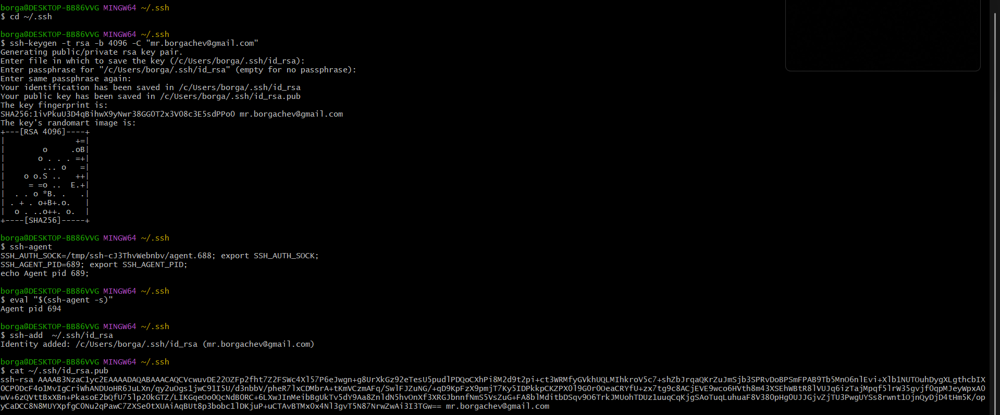 borga@DESKTOP-BB86VVG MINGW64 ~/.ssh
$ cd ~/.ssh

borga@DESKTOP-BB86VVG MINGW64 ~/.ssh
$ ssh-keygen -t rsa -b 4096 -C "mr.borgachev@gmail.com"
Generating public/private rsa key pair.
Enter file in which to save the key (/c/Users/borga/.ssh/id_rsa):
Enter passphrase for "/c/Users/borga/.ssh/id_rsa" (empty for no passphrase):
Enter same passphrase again:
Your identification has been saved in /c/Users/borga/.ssh/id_rsa
Your public key has been saved in /c/Users/borga/.ssh/id_rsa.pub
The key fingerprint is:
SHA256:1ivPkuU3D4qBihwX9yNwr38GGOT2x3VO8c3E5sdPPoO mr.borgachev@gmail.com
The key's randomart image is:
+---[RSA 4096]----+
|               +=|
|        o     .oB|
|       o . . . =+|
|        ... o   =|
|    o o.S ..   ++|
|     = =o ..  E.+|
|  . . o *B. .   .|
| . + . o+B+.o.   |
|  o . ..o++. o.  |
+----[SHA256]-----+

borga@DESKTOP-BB86VVG MINGW64 ~/.ssh
$ ssh-agent
SSH_AUTH_SOCK=/tmp/ssh-cJ3ThvWebnbv/agent.688; export SSH_AUTH_SOCK;
SSH_AGENT_PID=689; export SSH_AGENT_PID;
echo Agent pid 689;

borga@DESKTOP-BB86VVG MINGW64 ~/.ssh
$ eval "$(ssh-agent -s)"
Agent pid 694

borga@DESKTOP-BB86VVG MINGW64 ~/.ssh
$ ssh-add  ~/.ssh/id_rsa
Identity added: /c/Users/borga/.ssh/id_rsa (mr.borgachev@gmail.com)

borga@DESKTOP-BB86VVG MINGW64 ~/.ssh
$ cat ~/.ssh/id_rsa.pub
ssh-rsa AAAAB3NzaC1yc2EAAAADAQABAAACAQCVcwuvDE22OZFp2fht7Z2FSWc4Xl57P6eJwgn+g8UrXkGz92eTesU5pudlPDQoCXhPi8M2d9t2pi+ct3WRMfyGVkhUQLMIhkroV5c7+shZbJrqaQKrZuJmSjb3SPRvDoBPSmFPAB9Tb5MnO6nlEvi+Xlb1NUTOuhDygXLgthcbIX
0CPODcF4o1MvIgCriWhANDUoHR6JuLXn/qy2uOgs1jwC91I5U/d3nbbV/pheR7lxCDMbrA+tKmVCzmAFq/SwlFJZuNG/+qD9KpFzX9pmjT7Ky5IDPkkpCKZPXOl9GOrOOeaCRYfU+zx7tg9c8ACjEVE9wco6HVth8m43XSEhWBtR8lVUJq6izTajMpqf5lrW35gvjf0qpMJeyWpxAO
wV+6zQVttBxXBn+PkasoE2bQfU75lp2OkGTZ/LIKGqeOoOQcNdBORC+6LXwJInMeibBgUkTv5dY9Aa8ZnldN5hvOnXf3XRGJbnnfNmS5VsZuG+FA8blMditbDSqv9O6TrkJMUohTDUz1uuqCqKjgSAoTuqLuhuaF8V38OpHgOUJJGjvZjTU3PwgUYSs8rwnt1OjnQyDjD4tHm5K/op
yCaDCC8N8MUYXpfgC0Nu2qPawC7ZXSe0tXUAiAqBUt8p3bobc1lDKjuP+uCTAvBTMx0x4Nl3gvT5N87NrwZwAi3I3TGw== mr.borgachev@gmail.com